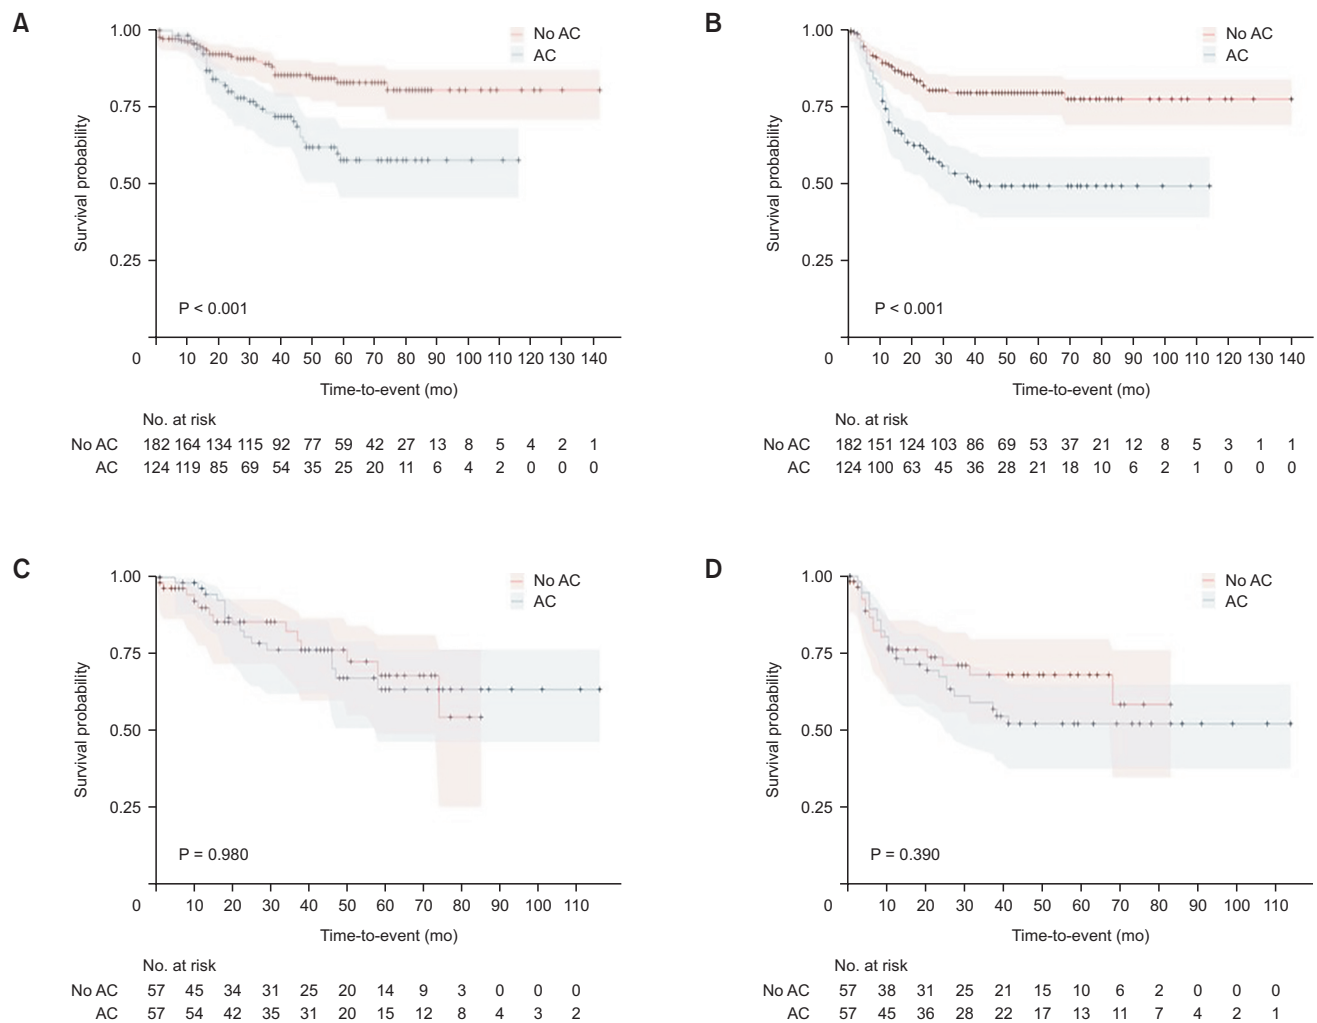 A
1.00
0.75
0.50
0.25
Survival probability
No AC
AC
P < 0.001
0 10 20 30 40 50 60 70 80 90 100 110 120 130 140
Time-to-event (mo)
No. at risk
No AC 182 164 134 115 92 77 59 42 27 13 8 5 4 2 1
AC 124 119 85 69 54 35 25 20 11 6 4 2 0 0 0
B
1.00
0.75
0.50
0.25
Survival probability
No AC
AC
P < 0.001
0 10 20 30 40 50 60 70 80 90 100 110 120 130 140
Time-to-event (mo)
No. at risk
No AC 182 151 124 103 86 69 53 37 21 12 8 5 3 1 1
AC 124 100 63 45 36 28 21 18 10 6 2 1 0 0 0
C
1.00
0.75
0.50
0.25
Survival probability
No AC
AC
P = 0.980
0 10 20 30 40 50 60 70 80 90 100 110
Time-to-event (mo)
No. at risk
No AC 57 45 34 31 25 20 14 9 3 0 0 0
AC 57 54 42 35 31 20 15 12 8 4 3 2
D
1.00
0.75
0.50
0.25
Survival probability
No AC
AC
P = 0.390
0 10 20 30 40 50 60 70 80 90 100 110
Time-to-event (mo)
No. at risk
No AC 57 38 31 25 21 15 10 6 2 0 0 0
AC 57 45 36 28 22 17 13 11 7 4 2 1